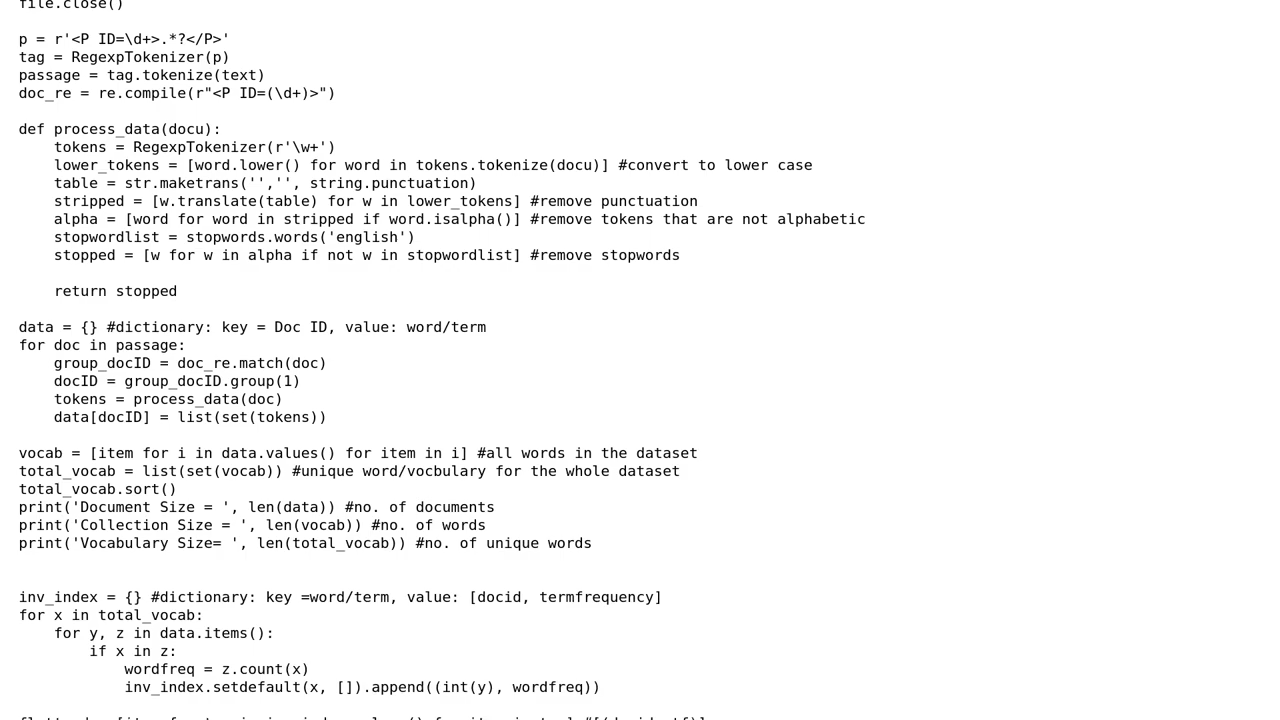 file.close()
p = r'<P ID=\d+>.*?</P>'
tag = RegexpTokenizer(p)
passage = tag.tokenize(text)
doc_re = re.compile(r"<P ID=(\d+)>")
def process_data(docu):
    tokens = RegexpTokenizer(r'\w+')
    lower_tokens = [word.lower() for word in tokens.tokenize(docu)] #convert to lower case
    table = str.maketrans('','', string.punctuation)
    stripped = [w.translate(table) for w in lower_tokens] #remove punctuation
    alpha = [word for word in stripped if word.isalpha()] #remove tokens that are not alphabetic
    stopwordlist = stopwords.words('english')
    stopped = [w for w in alpha if not w in stopwordlist] #remove stopwords
    return stopped
data = {} #dictionary: key = Doc ID, value: word/term
for doc in passage:
    group_docID = doc_re.match(doc)
    docID = group_docID.group(1)
    tokens = process_data(doc)
    data[docID] = list(set(tokens))
vocab = [item for i in data.values() for item in i] #all words in the dataset
total_vocab = list(set(vocab)) #unique word/vocbulary for the whole dataset
total_vocab.sort()
print('Document Size = ', len(data)) #no. of documents
print('Collection Size = ', len(vocab)) #no. of words
print('Vocabulary Size= ', len(total_vocab)) #no. of unique words
inv_index = {} #dictionary: key =word/term, value: [docid, termfrequency]
for x in total_vocab:
    for y, z in data.items():
        if x in z:
            wordfreq = z.count(x)
            inv_index.setdefault(x, []).append((int(y), wordfreq))